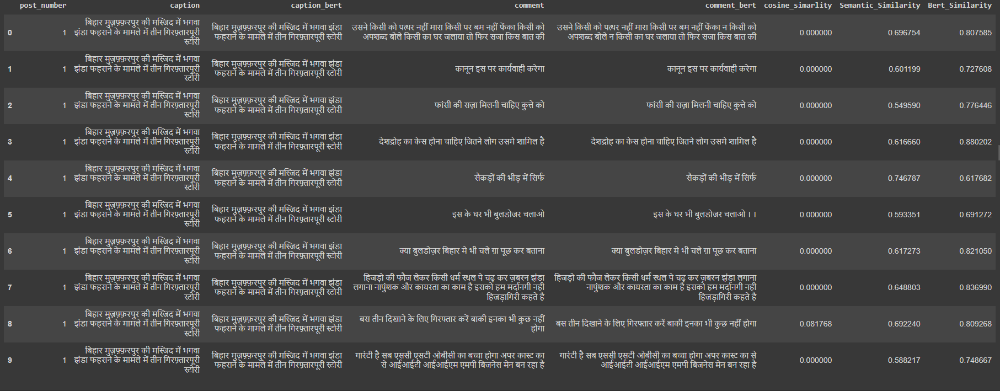 post_number caption caption_bert comment comment_bert cosine_simarlity Semantic_Similarity Bert_Similarity
0 1 बिहार मुज़फ़्फ़रपुर की मस्जिद में भगवा झंडा फहराने के मामले में तीन गिरफ़्तारपूरी स्टोरी बिहार मुज़फ़्फ़रपुर की मस्जिद में भगवा झंडा फहराने के मामले में तीन गिरफ़्तारपूरी स्टोरी उसने किसी को पत्थर नहीं मारा किसी पर बम नहीं फेंका किसी को अपशब्द बोले किसी का घर जलाया तो फिर सजा किस बात की उसने किसी को पत्थर नहीं मारा किसी पर बम नहीं फेंका न किसी को अपशब्द बोले न किसी का घर जलाया तो फिर सजा किस बात की 0.000000 0.696754 0.807585
1 1 बिहार मुज़फ़्फ़रपुर की मस्जिद में भगवा झंडा फहराने के मामले में तीन गिरफ़्तारपूरी स्टोरी बिहार मुज़फ़्फ़रपुर की मस्जिद में भगवा झंडा फहराने के मामले में तीन गिरफ़्तारपूरी स्टोरी कानून इस पर कार्यवाही करेगा कानून इस पर कार्यवाही करेगा 0.000000 0.601199 0.727608
2 1 बिहार मुज़फ़्फ़रपुर की मस्जिद में भगवा झंडा फहराने के मामले में तीन गिरफ़्तारपूरी स्टोरी बिहार मुज़फ़्फ़रपुर की मस्जिद में भगवा झंडा फहराने के मामले में तीन गिरफ़्तारपूरी स्टोरी फांसी की सज़ा मिलनी चाहिए कुत्ते को फांसी की सज़ा मिलनी चाहिए कुत्ते को 0.000000 0.549590 0.776446
3 1 बिहार मुज़फ़्फ़रपुर की मस्जिद में भगवा झंडा फहराने के मामले में तीन गिरफ़्तारपूरी स्टोरी बिहार मुज़फ़्फ़रपुर की मस्जिद में भगवा झंडा फहराने के मामले में तीन गिरफ़्तारपूरी स्टोरी देशद्रोह का केस होना चाहिए जितने लोग उसमे शामिल है देशद्रोह का केस होना चाहिए जितने लोग उसमे शामिल है 0.000000 0.616660 0.880202
4 1 बिहार मुज़फ़्फ़रपुर की मस्जिद में भगवा झंडा फहराने के मामले में तीन गिरफ़्तारपूरी स्टोरी बिहार मुज़फ़्फ़रपुर की मस्जिद में भगवा झंडा फहराने के मामले में तीन गिरफ़्तारपूरी स्टोरी सैकड़ों की भीड़ में सिर्फ सैकड़ों की भीड़ में सिर्फ 0.000000 0.746787 0.617682
5 1 बिहार मुज़फ़्फ़रपुर की मस्जिद में भगवा झंडा फहराने के मामले में तीन गिरफ़्तारपूरी स्टोरी बिहार मुज़फ़्फ़रपुर की मस्जिद में भगवा झंडा फहराने के मामले में तीन गिरफ़्तारपूरी स्टोरी इस के घर भी बुलडोजर चलाओ इस के घर भी बुलडोजर चलाओ । । 0.000000 0.593351 0.691272
6 1 बिहार मुज़फ़्फ़रपुर की मस्जिद में भगवा झंडा फहराने के मामले में तीन गिरफ़्तारपूरी स्टोरी बिहार मुज़फ़्फ़रपुर की मस्जिद में भगवा झंडा फहराने के मामले में तीन गिरफ़्तारपूरी स्टोरी क्या बुलडोज़र बिहार मे भी चले ग़ा पूछ कर बताना क्या बुलडोज़र बिहार मे भी चले ग़ा पूछ कर बताना 0.000000 0.617273 0.821050
7 1 बिहार मुज़फ़्फ़रपुर की मस्जिद में भगवा झंडा फहराने के मामले में तीन गिरफ़्तारपूरी स्टोरी बिहार मुज़फ़्फ़रपुर की मस्जिद में भगवा झंडा फहराने के मामले में तीन गिरफ़्तारपूरी स्टोरी हिजड़ो की फौज लेकर किसी धर्म स्थल पे चढ़ कर ज़बरन झंडा लगाना नापुंशक और कायरता का काम है इसको हम मर्दानगी नही हिजड़ागिरी कहते है हिजड़ो की फौज लेकर किसी धर्म स्थल पे चढ़ कर ज़बरन झंडा लगाना नापुंशक और कायरता का काम है इसको हम मर्दानगी नही हिजड़ागिरी कहते है 0.000000 0.648803 0.836990
8 1 बिहार मुज़फ़्फ़रपुर की मस्जिद में भगवा झंडा फहराने के मामले में तीन गिरफ़्तारपूरी स्टोरी बिहार मुज़फ़्फ़रपुर की मस्जिद में भगवा झंडा फहराने के मामले में तीन गिरफ़्तारपूरी स्टोरी बस तीन दिखाने के लिए गिरफ्तार करें बाकी इनका भी कुछ नहीं होगा बस तीन दिखाने के लिए गिरफ्तार करें बाकी इनका भी कुछ नहीं होगा 0.081768 0.692240 0.809268
9 1 बिहार मुज़फ़्फ़रपुर की मस्जिद में भगवा झंडा फहराने के मामले में तीन गिरफ़्तारपूरी स्टोरी बिहार मुज़फ़्फ़रपुर की मस्जिद में भगवा झंडा फहराने के मामले में तीन गिरफ़्तारपूरी स्टोरी गारंटी है सब एससी एसटी ओबीसी का बच्चा होगा अपर कास्ट का से आईआईटी आईआईएम एमपी बिजनेस मेन बन रहा है गारंटी है सब एससी एसटी ओबीसी का बच्चा होगा अपर कास्ट का से आईआईटी आईआईएम एमपी बिजनेस मेन बन रहा है 0.000000 0.588217 0.748667